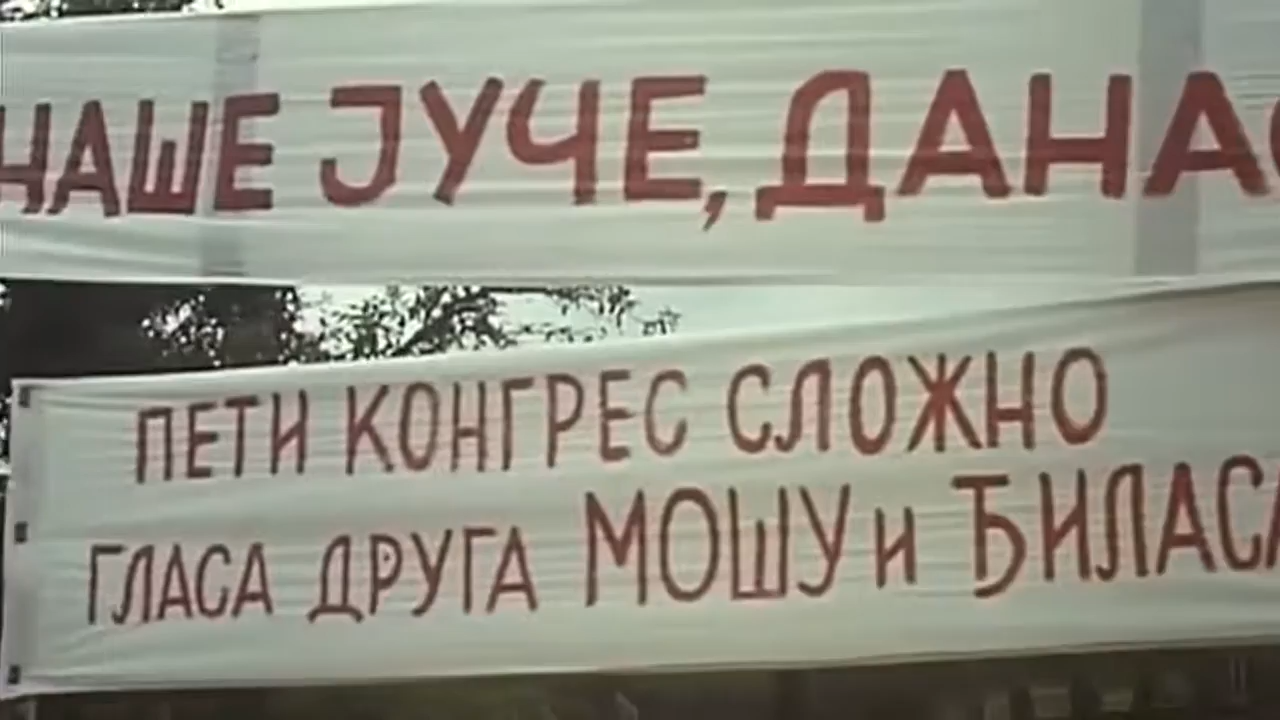 НАШЕ ЈУЧЕ, ДАНАС
ПЕТИ КОНГРЕС СЛОЖНО
ГЛАСА ДРУГА МОШУ И ЂИЛАСА